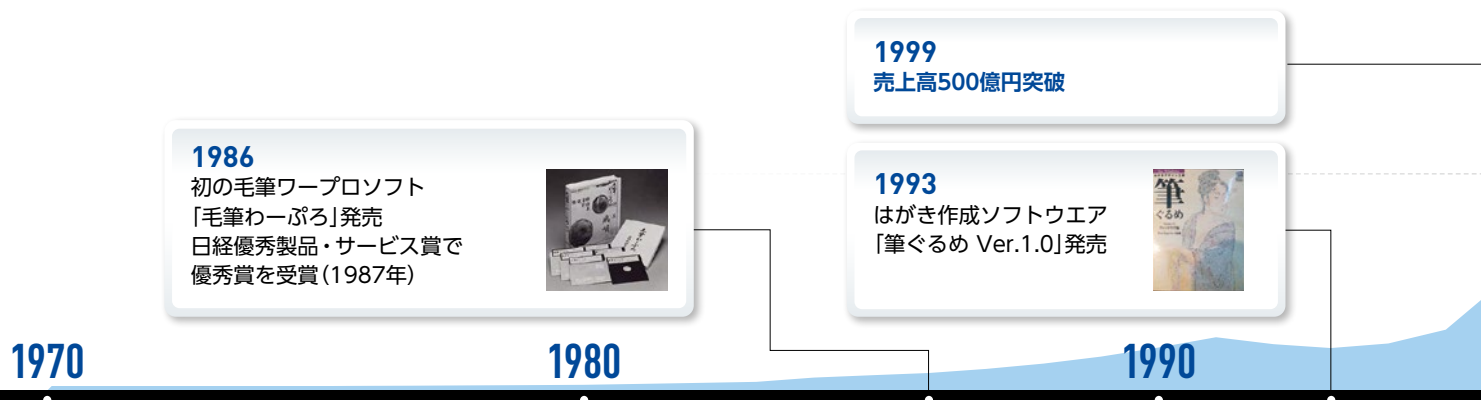 1999
売上高500億円突破
1986
初の毛筆ワープロソフト
「毛筆わーぷろ」発売
日経優秀製品・サービス賞で
優秀賞を受賞（1987年）
1993
はがき作成ソフトウエア
「筆ぐるめ Ver.1.0」発売
筆
ぐるめ
1970
1980
1990